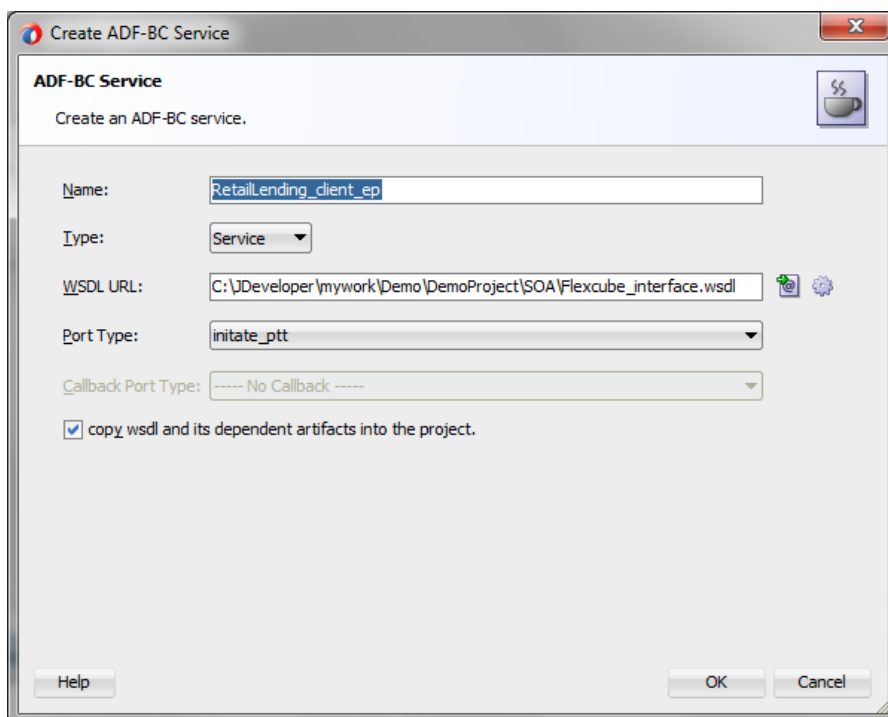 Create ADF-BC Service
ADF-BC Service
Create an ADF-BC service.
Name: RetailLending_client_ep
Type: Service
WSDL URL: C:\JDeveloper\mywork\Demo\DemoProject\SOA\Flexcube_interface.wsdl
Port Type: initate_ptt
Callback Port Type: ----- No Callback -----
copy wsdl and its dependent artifacts into the project.
Help OK Cancel